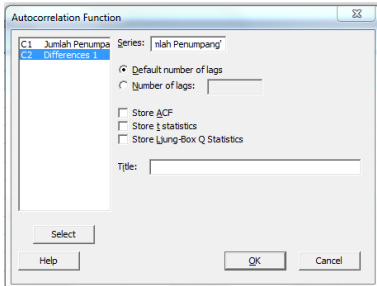 Autocorrelation Function
C1 Jumlah Penumpa
C2 Differences 1
Series: mlah Penumpang'
Default number of lags
Number of lags:
Store ACF
Store t statistics
Store Ljung-Box Q Statistics
Title:
Select
Help
OK
Cancel